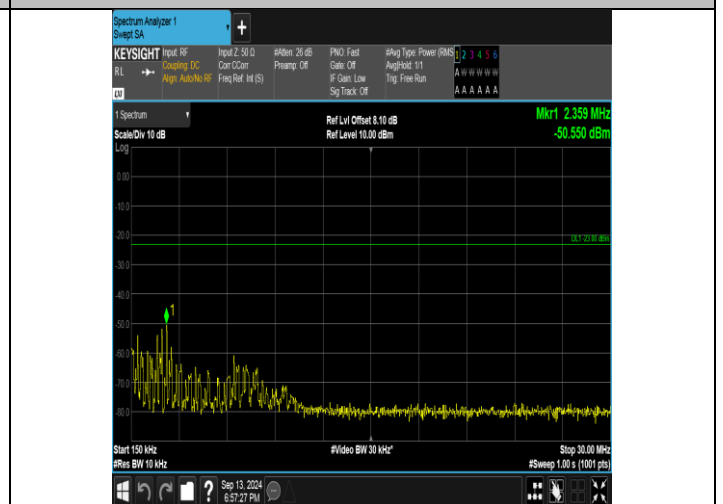 Spectrum Analyzer 1
Swept SA
+
KEYSIGHT
RL
Input: RF
Coupling: DC
Align: Auto/No RF
Input Z: 50 Ω
Corr CCorr
Freq Ref: Int (S)
#Atten: 26 dB
Preamp: Off
PNO: Fast
Gate: Off
IF Gain: Low
Sig Track: Off
#Avg Type: Power (RMS
Avg|Hold: 1/1
Trig: Free Run
1 2 3 4 5 6
A W W W W W
A A A A A A
1 Spectrum
Scale/Div 10 dB
Log
Ref Lvl Offset 8.10 dB
Ref Level 10.00 dBm
Mkr1 2.359 MHz
-50.550 dBm
0.00
-10.0
-20.0
DL1 -23.00 dBm
-30.0
-40.0
1
-50.0
-60.0
-70.0
-80.0
Start 150 kHz
#Res BW 10 kHz
#Video BW 30 kHz*
Stop 30.00 MHz
#Sweep 1.00 s (1001 pts)
?
Sep 13, 2024
6:57:27 PM